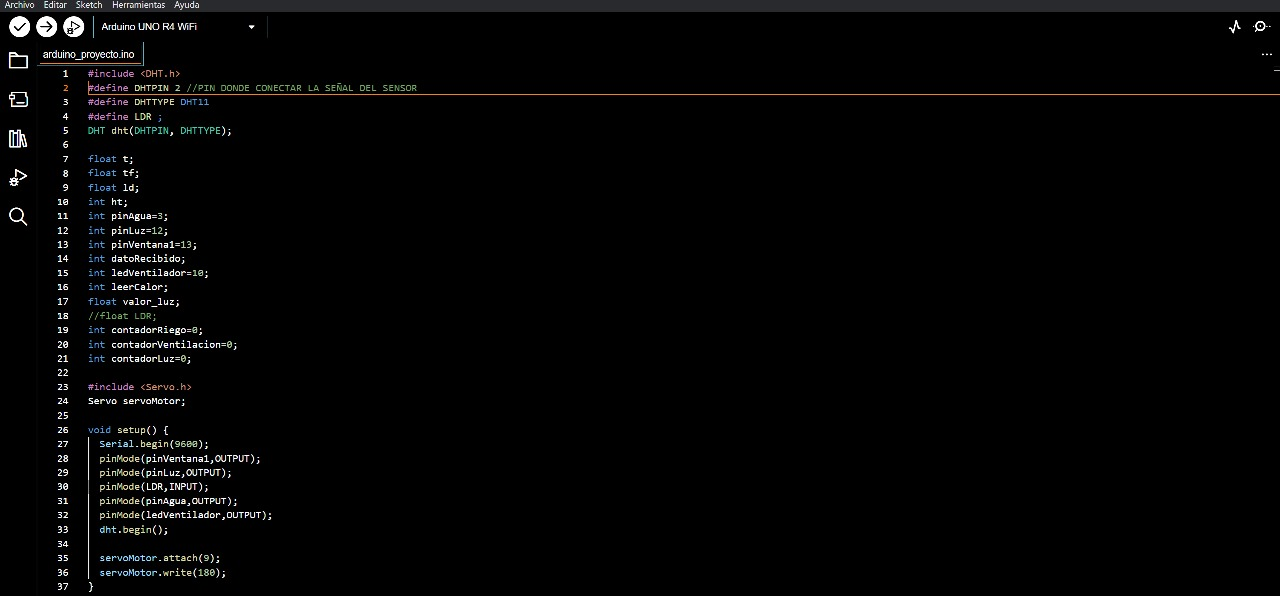 Archivo Editar Sketch Herramientas Ayuda
Arduino UNO R4 WiFi
arduino_proyecto.ino
1 #include <DHT.h>
2 #define DHTPIN 2 //PIN DONDE CONECTAR LA SEÑAL DEL SENSOR
3 #define DHTTYPE DHT11
4 #define LDR ;
5 DHT dht(DHTPIN, DHTTYPE);
6
7 float t;
8 float tf;
9 float ld;
10 int ht;
11 int pinAgua=3;
12 int pinLuz=12;
13 int pinVentana1=13;
14 int datoRecibido;
15 int ledVentilador=10;
16 int leerCalor;
17 float valor_luz;
18 //float LDR;
19 int contadorRiego=0;
20 int contadorVentilacion=0;
21 int contadorLuz=0;
22
23 #include <Servo.h>
24 Servo servoMotor;
25
26 void setup() {
27 Serial.begin(9600);
28 pinMode(pinVentana1,OUTPUT);
29 pinMode(pinLuz,OUTPUT);
30 pinMode(LDR,INPUT);
31 pinMode(pinAgua,OUTPUT);
32 pinMode(ledVentilador,OUTPUT);
33 dht.begin();
34
35 servoMotor.attach(9);
36 servoMotor.write(180);
37 }